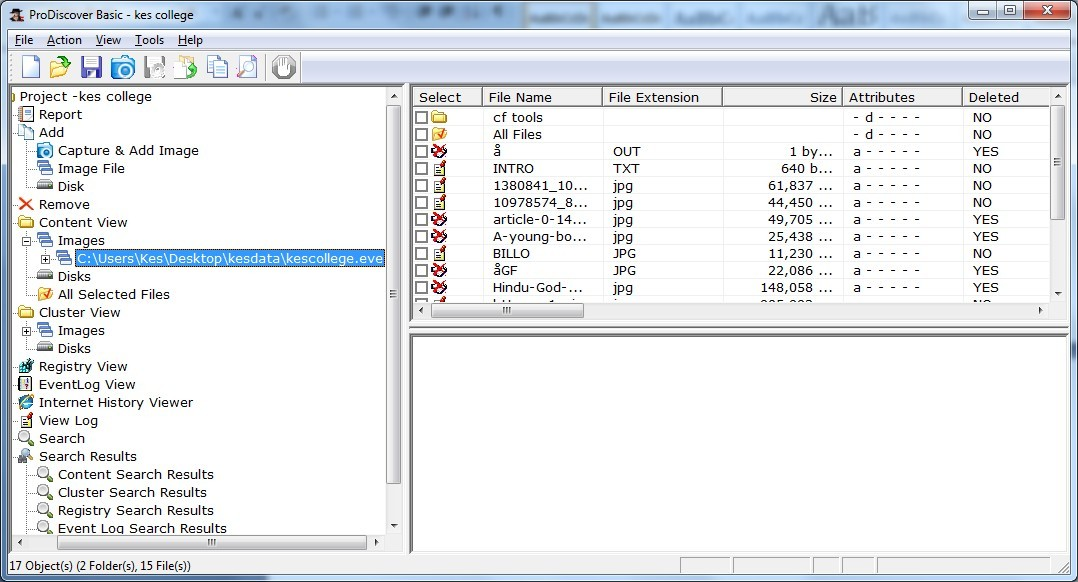 ProDiscover Basic - kes college
File Action View Tools Help
Project -kes college
Report
Add
Capture & Add Image
Image File
Disk
Remove
Content View
Images
C:\Users\Kes\Desktop\kesdata\kescollege.eve
Disks
All Selected Files
Cluster View
Images
Disks
Registry View
EventLog View
Internet History Viewer
View Log
Search
Search Results
Content Search Results
Cluster Search Results
Registry Search Results
Event Log Search Results
Select File Name File Extension Size Attributes Deleted
cf tools - d - - - - NO
All Files - d - - - - NO
å OUT 1 by... a - - - - - YES
INTRO TXT 640 b... a - - - - - NO
1380841_10... jpg 61,837 ... a - - - - - NO
10978574_8... jpg 44,450 ... a - - - - - NO
article-0-14... jpg 49,705 ... a - - - - - YES
A-young-bo... jpg 25,438 ... a - - - - - YES
BILLO JPG 11,230 ... a - - - - - NO
åGF JPG 22,086 ... a - - - - - YES
Hindu-God-... jpg 148,058 ... a - - - - - YES
17 Object(s) (2 Folder(s), 15 File(s))